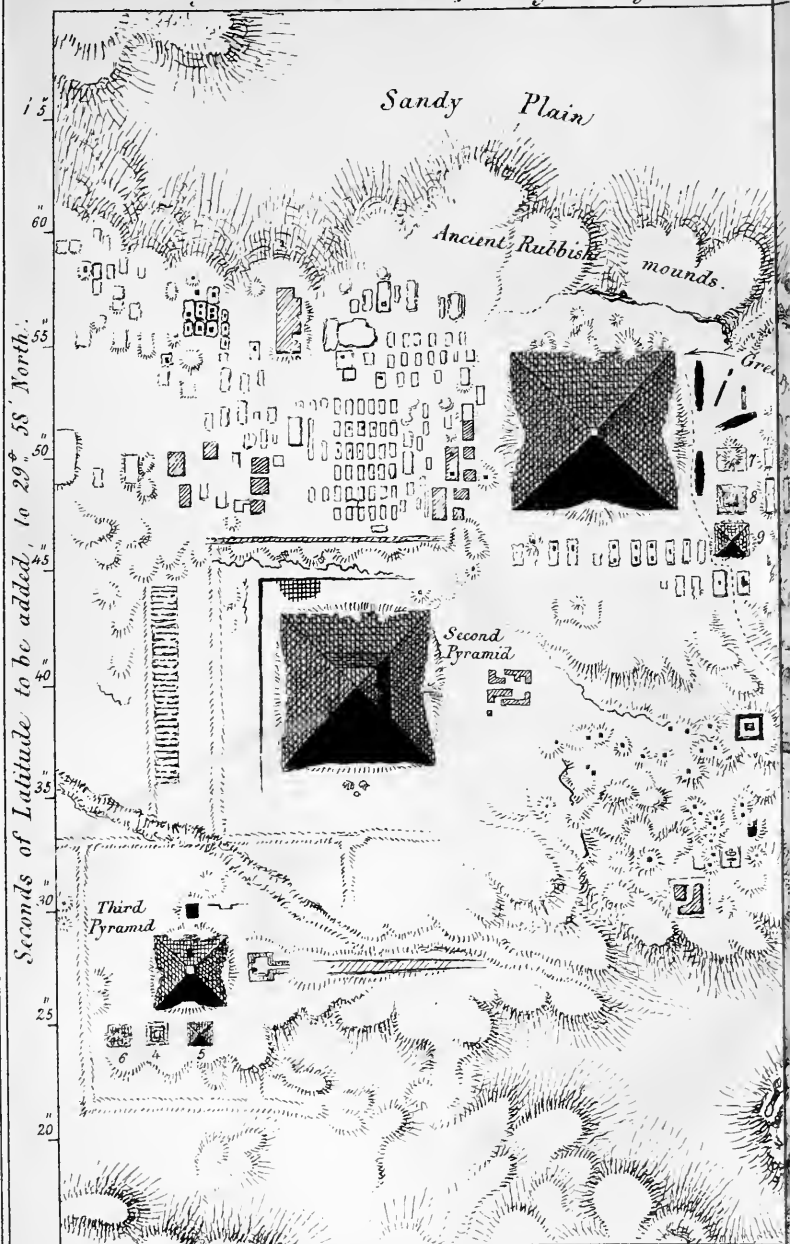 Sandy Plain
Ancient Rubbish mounds.
Seconds of Latitude to be added to 29° 58' North.
60"
55"
50"
45"
40"
35"
30"
25"
20"
7
8
9
Second
Pyramid
Third
Pyramid
6 4 5